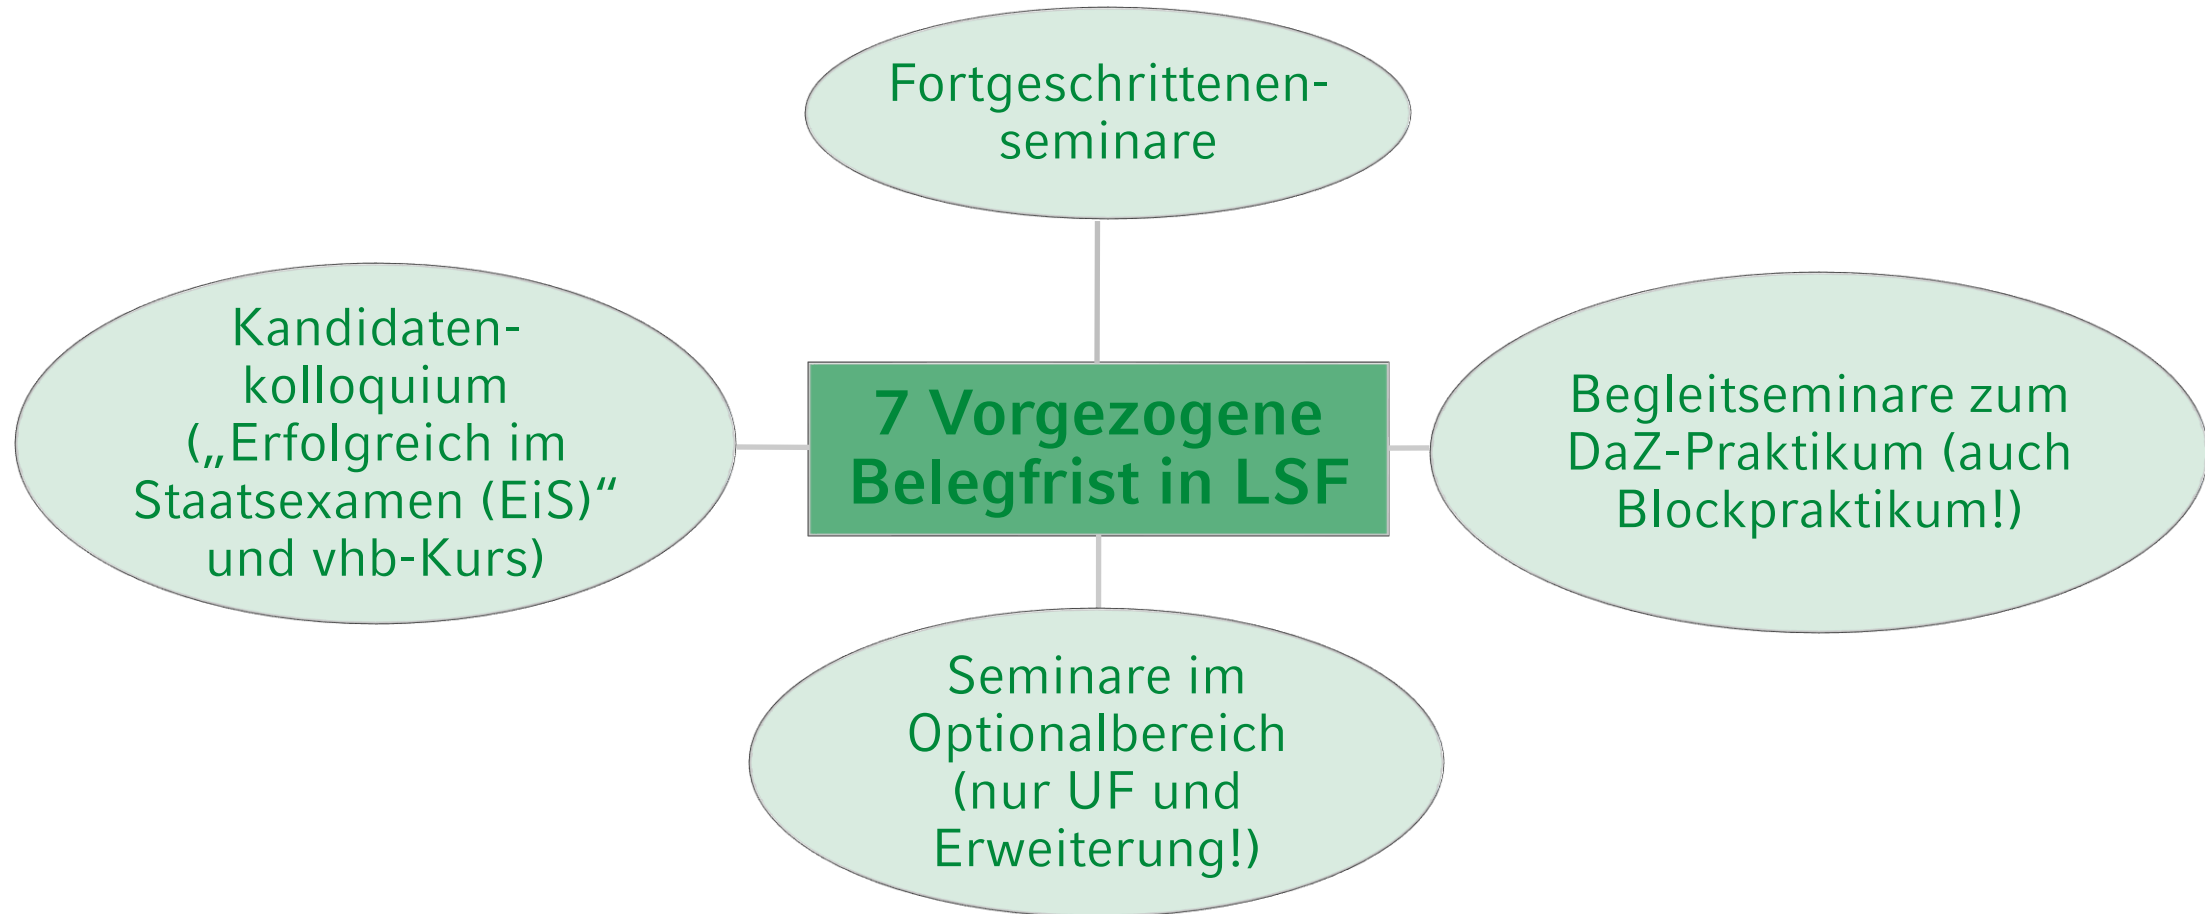 Fortgeschrittenen-
seminare
Kandidaten-
kolloquium
(„Erfolgreich im
Staatsexamen (EiS)“
und vhb-Kurs)
7 Vorgezogene
Belegfrist in LSF
Begleitseminare zum
DaZ-Praktikum (auch
Blockpraktikum!)
Seminare im
Optionalbereich
(nur UF und
Erweiterung!)